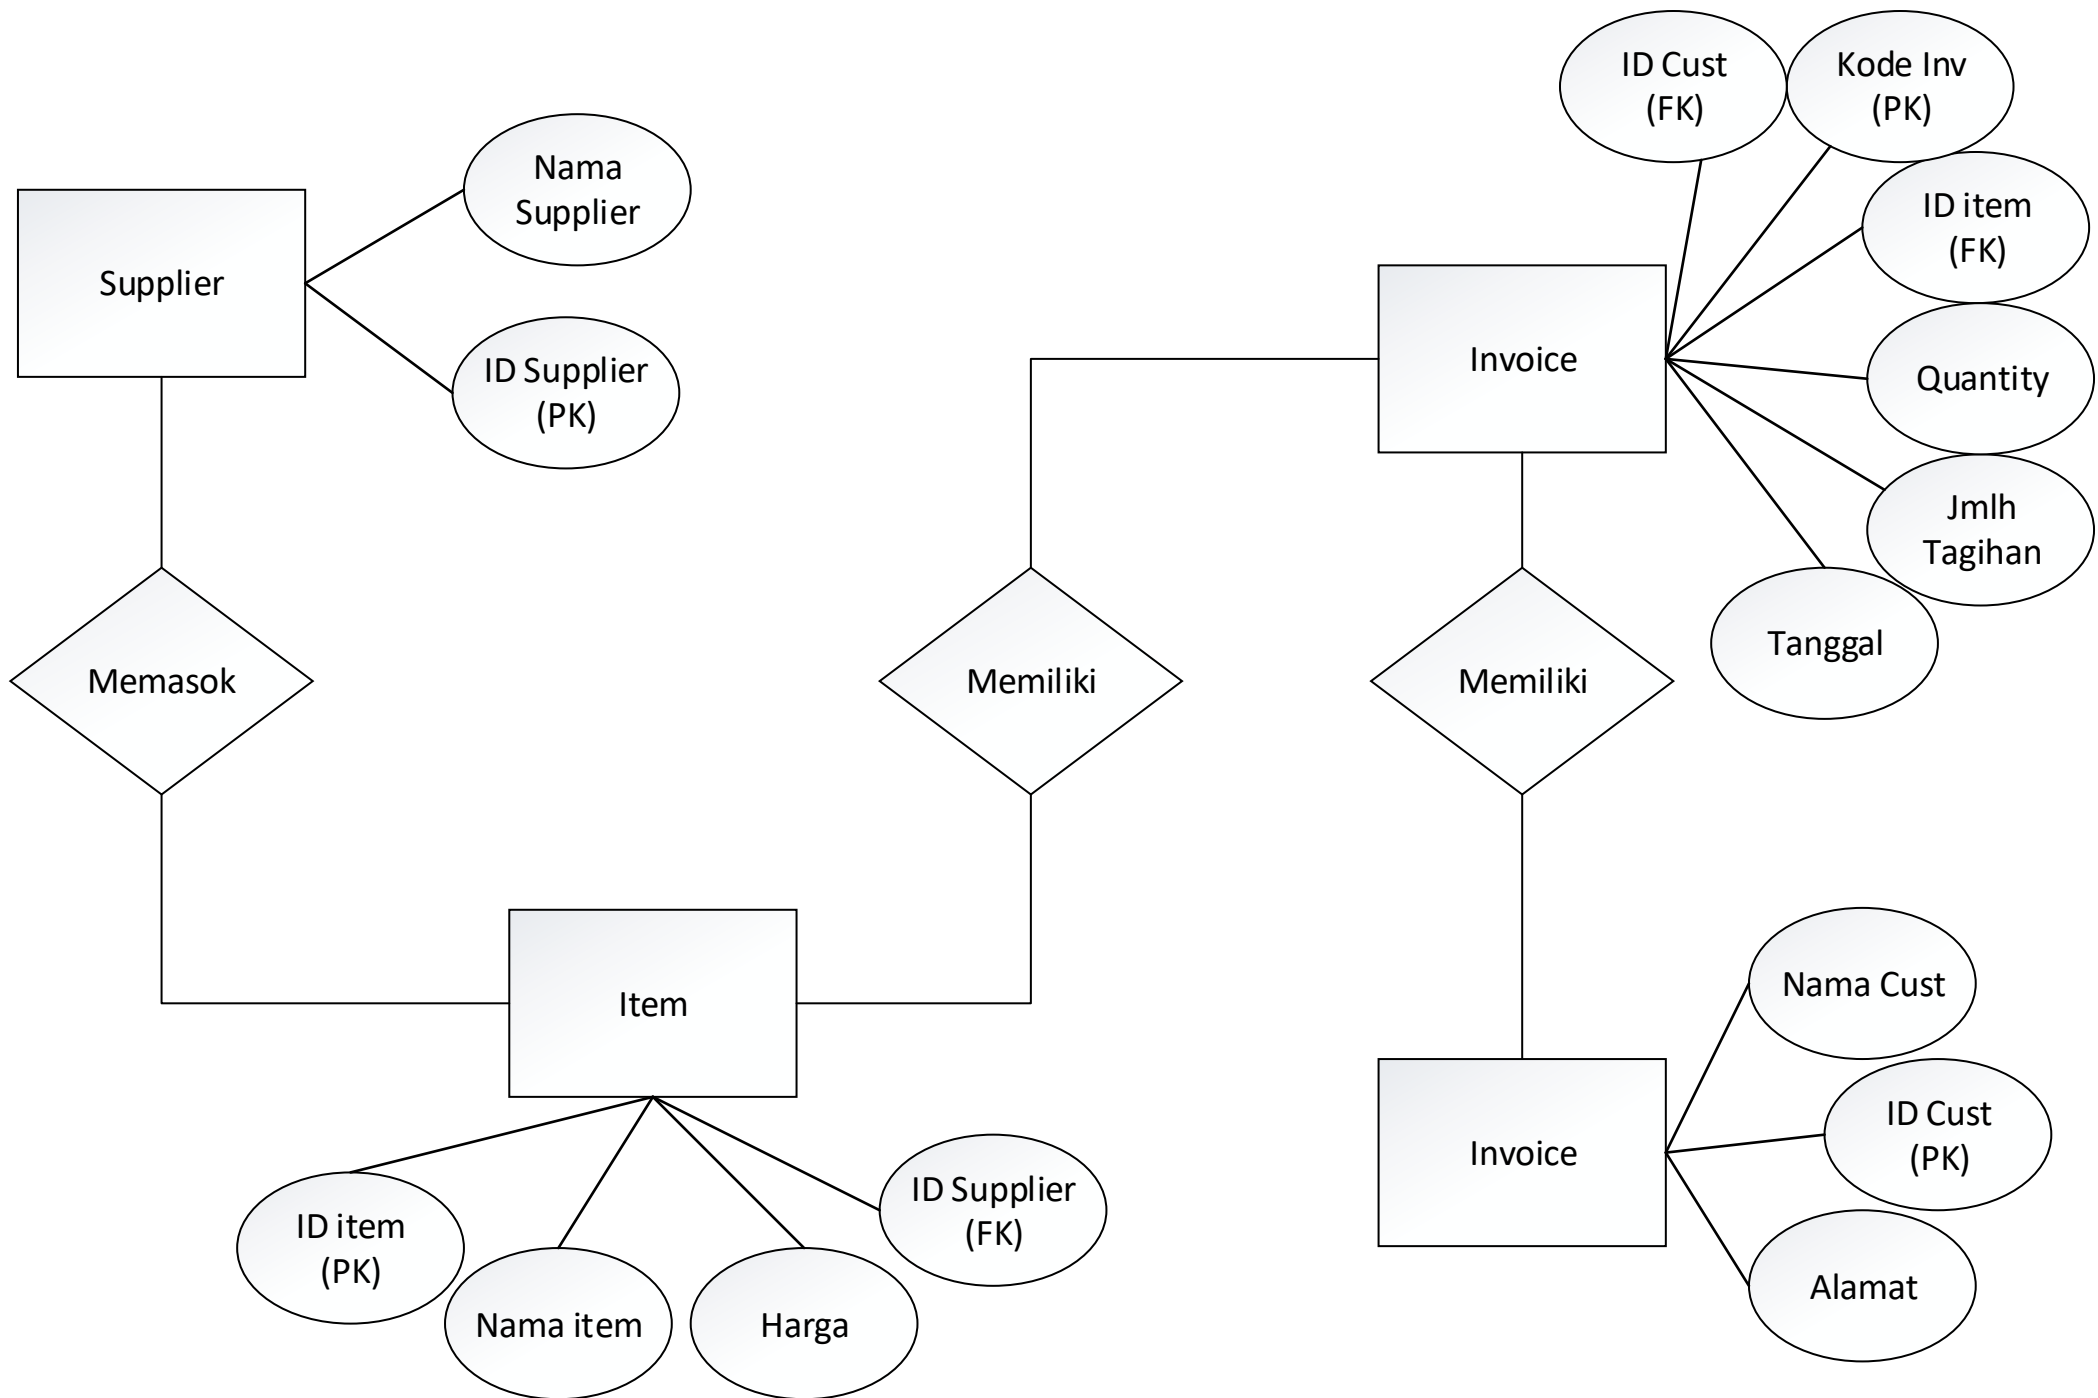 ID Cust
(FK)
Kode Inv
(PK)
Nama
Supplier
ID item
(FK)
Supplier
Invoice
ID Supplier
(PK)
Quantity
Jmlh
Tagihan
Tanggal
Memasok
Memiliki
Memiliki
Item
Nama Cust
Invoice
ID Cust
(PK)
Alamat
ID item
(PK)
Nama item
Harga
ID Supplier
(FK)